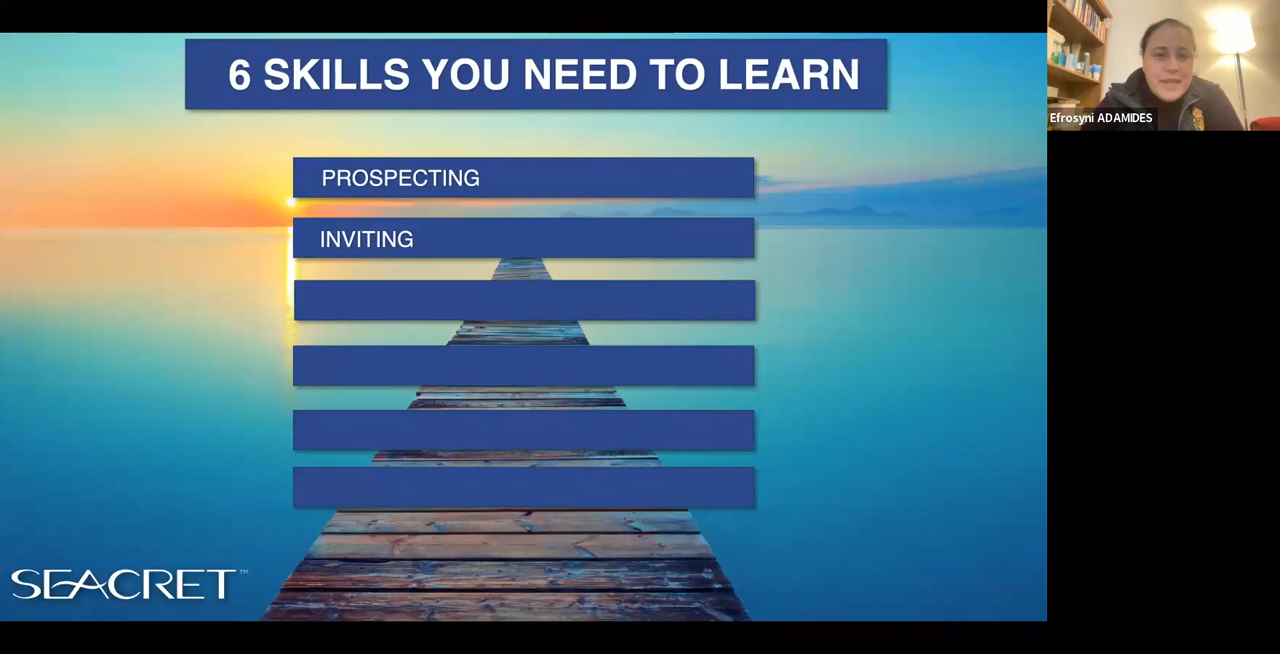 6 SKILLS YOU NEED TO LEARN
PROSPECTING
INVITING
SEACRET™
Efrosyni ADAMIDES